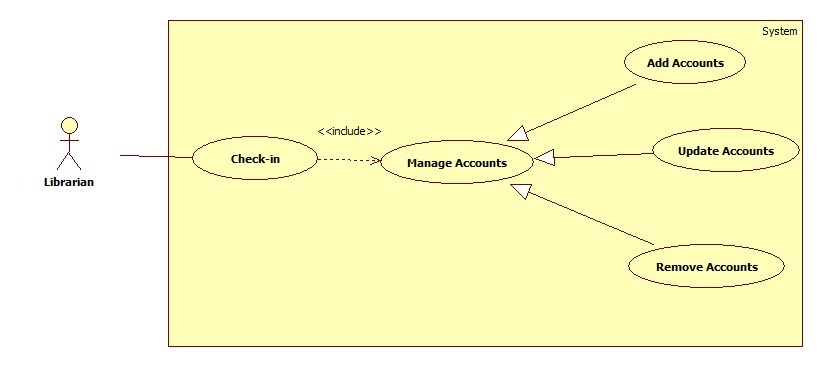 System
Add Accounts
<<include>>
Update Accounts
Check-in
Manage Accounts
Librarian
Remove Accounts